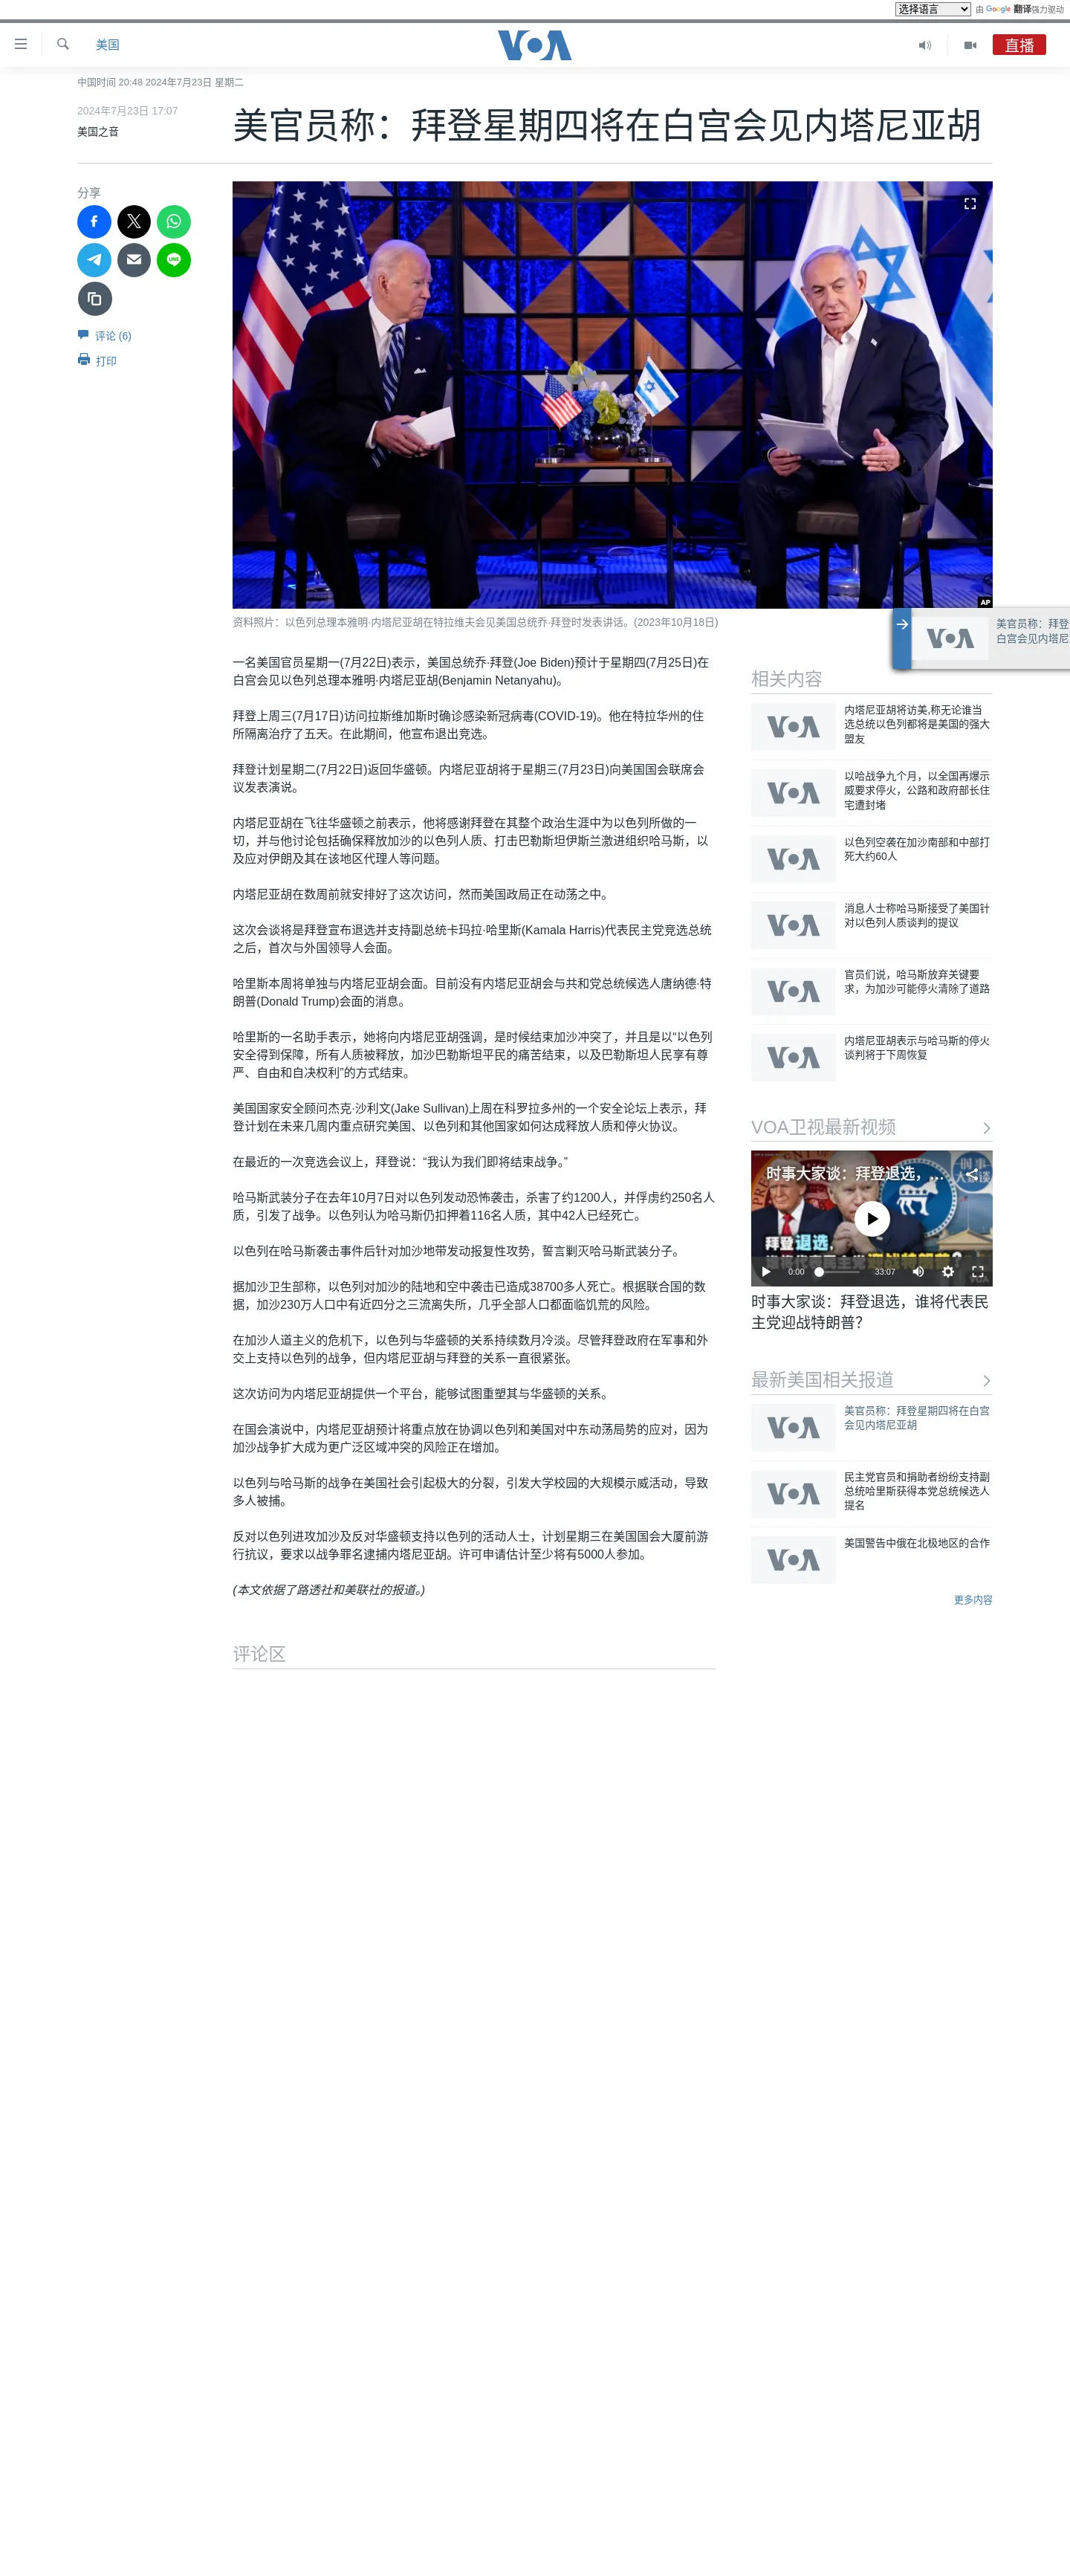 选择语言
由 Google 翻译强力驱动
美国
VOA
直播
中国时间 20:48 2024年7月23日 星期二
2024年7月23日 17:07
美国之音
美官员称：拜登星期四将在白宫会见内塔尼亚胡
分享
评论 (6)
打印
AP
资料照片：以色列总理本雅明·内塔尼亚胡在特拉维夫会见美国总统乔·拜登时发表讲话。(2023年10月18日)
一名美国官员星期一(7月22日)表示，美国总统乔·拜登(Joe Biden)预计于星期四(7月25日)在
白宫会见以色列总理本雅明·内塔尼亚胡(Benjamin Netanyahu)。
拜登上周三(7月17日)访问拉斯维加斯时确诊感染新冠病毒(COVID-19)。他在特拉华州的住
所隔离治疗了五天。在此期间，他宣布退出竞选。
拜登计划星期二(7月22日)返回华盛顿。内塔尼亚胡将于星期三(7月23日)向美国国会联席会
议发表演说。
内塔尼亚胡在飞往华盛顿之前表示，他将感谢拜登在其整个政治生涯中为以色列所做的一
切，并与他讨论包括确保释放加沙的以色列人质、打击巴勒斯坦伊斯兰激进组织哈马斯，以
及应对伊朗及其在该地区代理人等问题。
内塔尼亚胡在数周前就安排好了这次访问，然而美国政局正在动荡之中。
这次会谈将是拜登宣布退选并支持副总统卡玛拉·哈里斯(Kamala Harris)代表民主党竞选总统
之后，首次与外国领导人会面。
哈里斯本周将单独与内塔尼亚胡会面。目前没有内塔尼亚胡会与共和党总统候选人唐纳德·特
朗普(Donald Trump)会面的消息。
哈里斯的一名助手表示，她将向内塔尼亚胡强调，是时候结束加沙冲突了，并且是以“以色列
安全得到保障，所有人质被释放，加沙巴勒斯坦平民的痛苦结束，以及巴勒斯坦人民享有尊
严、自由和自决权利”的方式结束。
美国国家安全顾问杰克·沙利文(Jake Sullivan)上周在科罗拉多州的一个安全论坛上表示，拜
登计划在未来几周内重点研究美国、以色列和其他国家如何达成释放人质和停火协议。
在最近的一次竞选会议上，拜登说：“我认为我们即将结束战争。”
哈马斯武装分子在去年10月7日对以色列发动恐怖袭击，杀害了约1200人，并俘虏约250名人
质，引发了战争。以色列认为哈马斯仍扣押着116名人质，其中42人已经死亡。
以色列在哈马斯袭击事件后针对加沙地带发动报复性攻势，誓言剿灭哈马斯武装分子。
据加沙卫生部称，以色列对加沙的陆地和空中袭击已造成38700多人死亡。根据联合国的数
据，加沙230万人口中有近四分之三流离失所，几乎全部人口都面临饥荒的风险。
在加沙人道主义的危机下，以色列与华盛顿的关系持续数月冷淡。尽管拜登政府在军事和外
交上支持以色列的战争，但内塔尼亚胡与拜登的关系一直很紧张。
这次访问为内塔尼亚胡提供一个平台，能够试图重塑其与华盛顿的关系。
在国会演说中，内塔尼亚胡预计将重点放在协调以色列和美国对中东动荡局势的应对，因为
加沙战争扩大成为更广泛区域冲突的风险正在增加。
以色列与哈马斯的战争在美国社会引起极大的分裂，引发大学校园的大规模示威活动，导致
多人被捕。
反对以色列进攻加沙及反对华盛顿支持以色列的活动人士，计划星期三在美国国会大厦前游
行抗议，要求以战争罪名逮捕内塔尼亚胡。许可申请估计至少将有5000人参加。
(本文依据了路透社和美联社的报道。)
评论区
VOA
美官员称：拜登
白宫会见内塔尼
相关内容
VOA
内塔尼亚胡将访美,称无论谁当
选总统以色列都将是美国的强大
盟友
VOA
以哈战争九个月，以全国再爆示
威要求停火，公路和政府部长住
宅遭封堵
VOA
以色列空袭在加沙南部和中部打
死大约60人
VOA
消息人士称哈马斯接受了美国针
对以色列人质谈判的提议
VOA
官员们说，哈马斯放弃关键要
求，为加沙可能停火清除了道路
VOA
内塔尼亚胡表示与哈马斯的停火
谈判将于下周恢复
VOA卫视最新视频
时事大家谈：拜登退选，...
拜登退选，
0:00
33:07
时事大家谈：拜登退选，谁将代表民
主党迎战特朗普？
最新美国相关报道
VOA
美官员称：拜登星期四将在白宫
会见内塔尼亚胡
VOA
民主党官员和捐助者纷纷支持副
总统哈里斯获得本党总统候选人
提名
VOA
美国警告中俄在北极地区的合作
更多内容